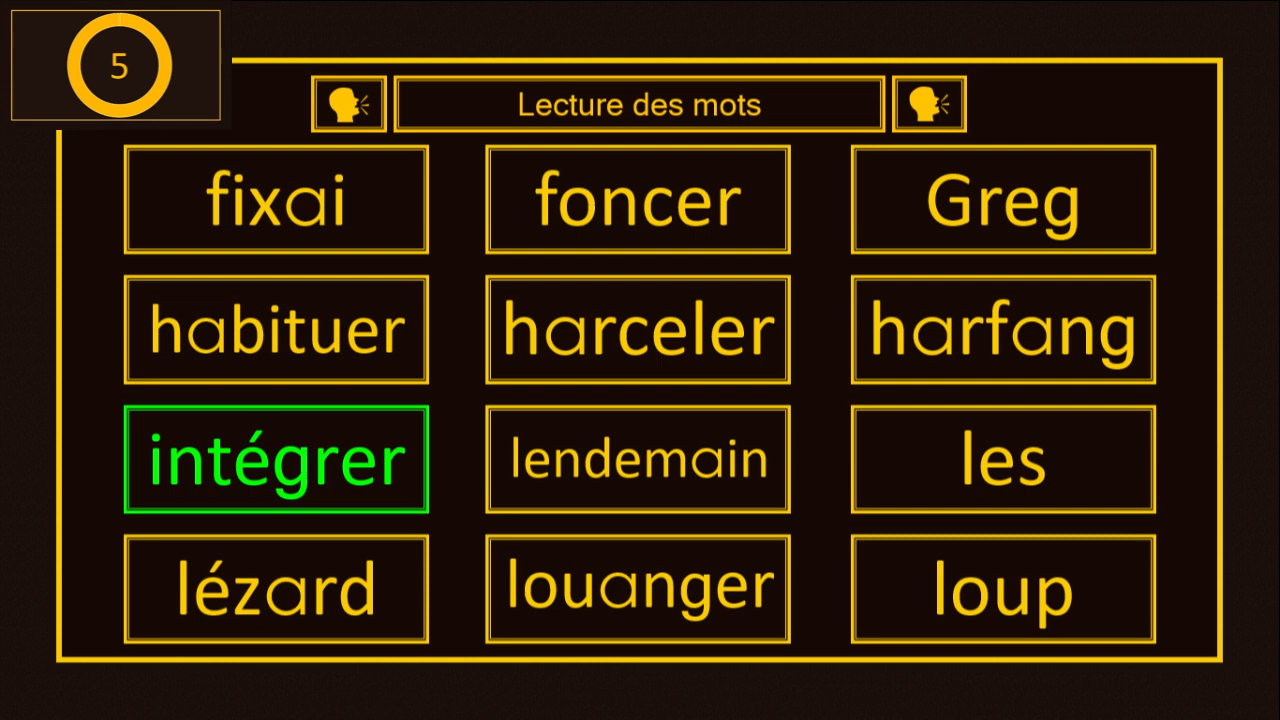 5
Lecture des mots
fixai foncer Greg
habituer harceler harfang
intégrer lendemain les
lézard louanger loup